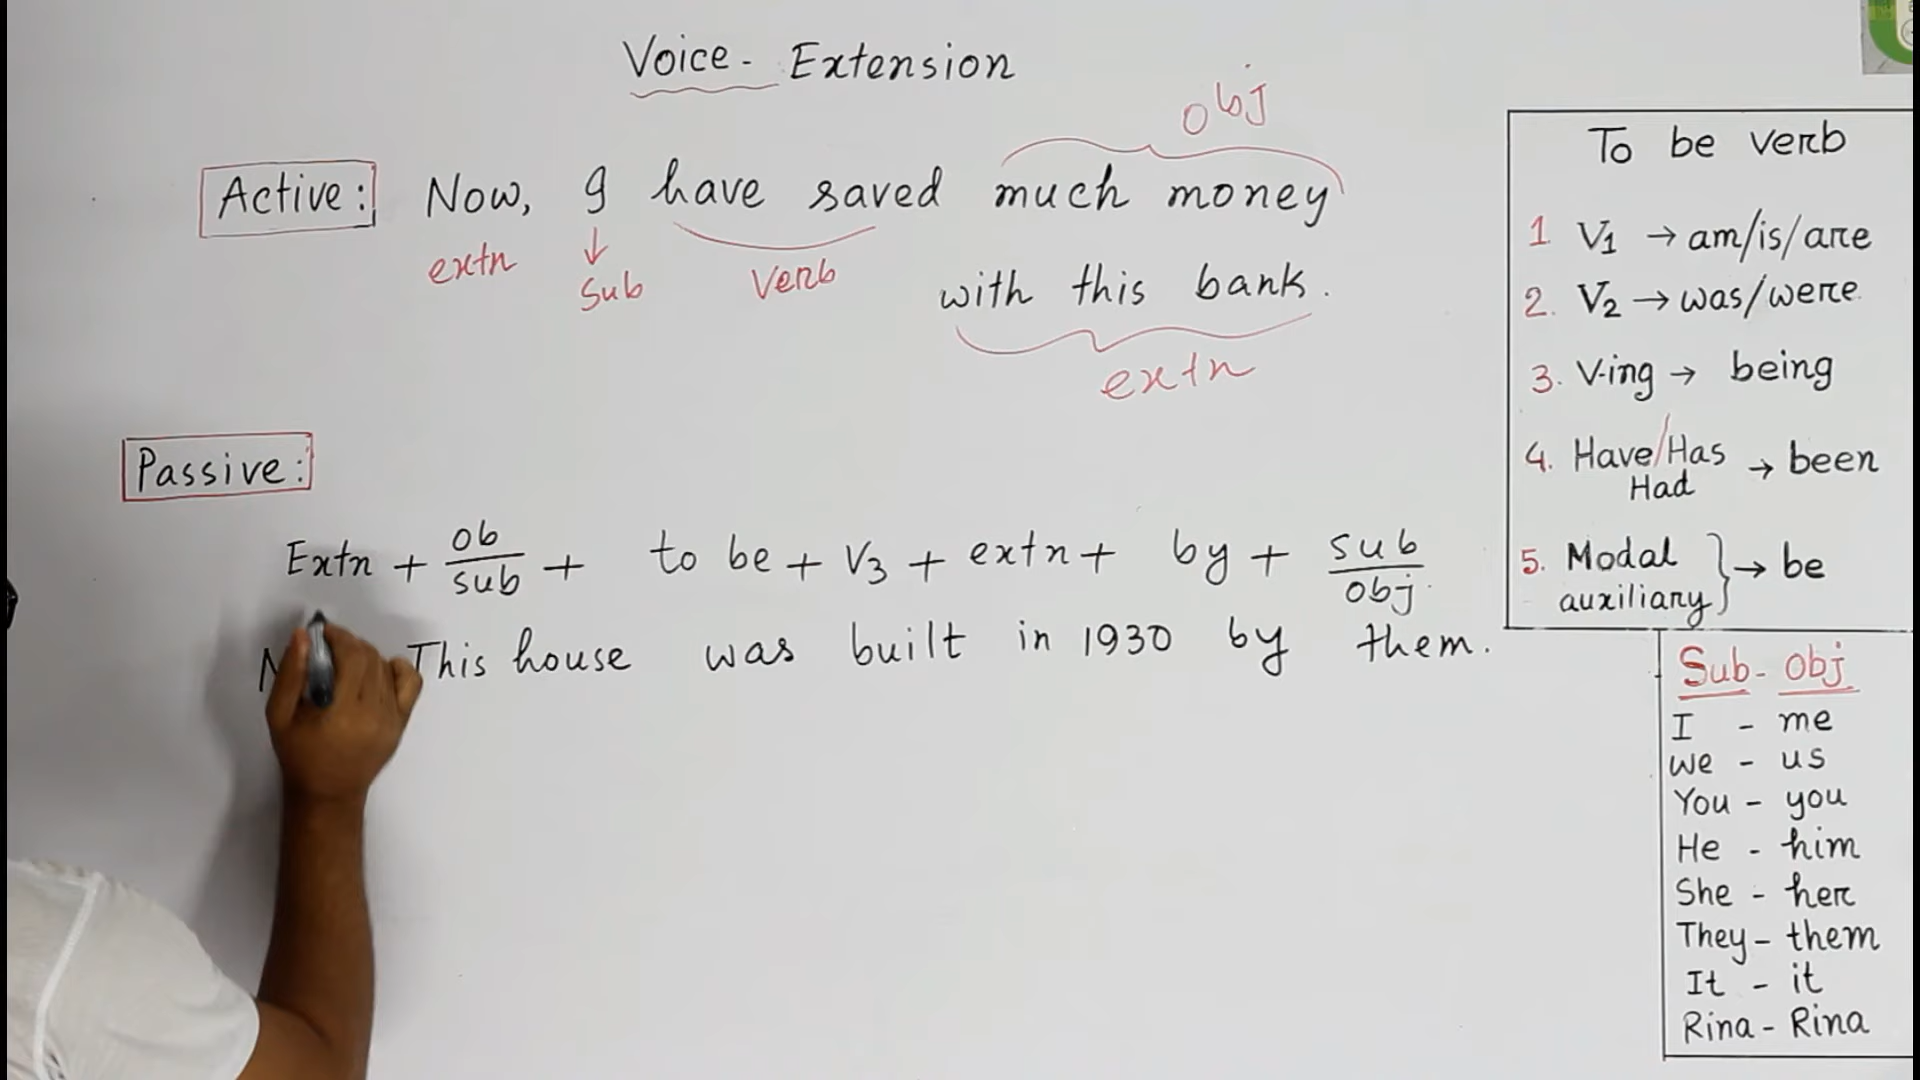 Voice - Extension
obj
Active: Now, I have saved much money
extn Sub Verb
with this bank.
extn
Passive:
Extn + ob/sub + to be + V3 + extn + by + sub/obj.
This house was built in 1930 by them.
To be verb
1. V1 → am/is/are
2. V2 → was/were
3. V-ing → being
4. Have/Has → been
Had
5. Modal
auxiliary } → be
Sub - Obj
I - me
We - us
You - you
He - him
She - her
They - them
It - it
Rina - Rina